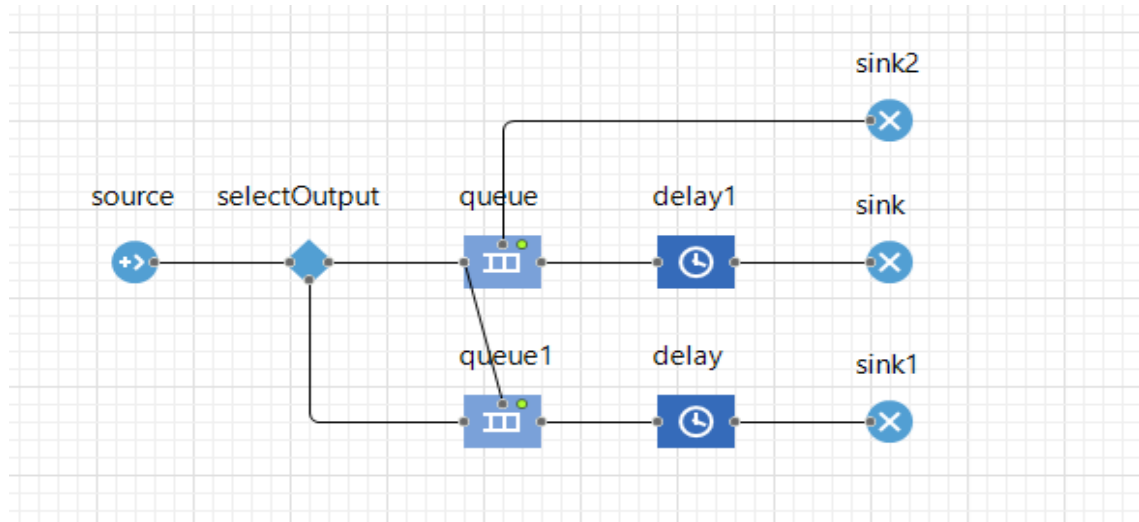 sink2
source
selectOutput
queue
delay1
sink
queue1
delay
sink1